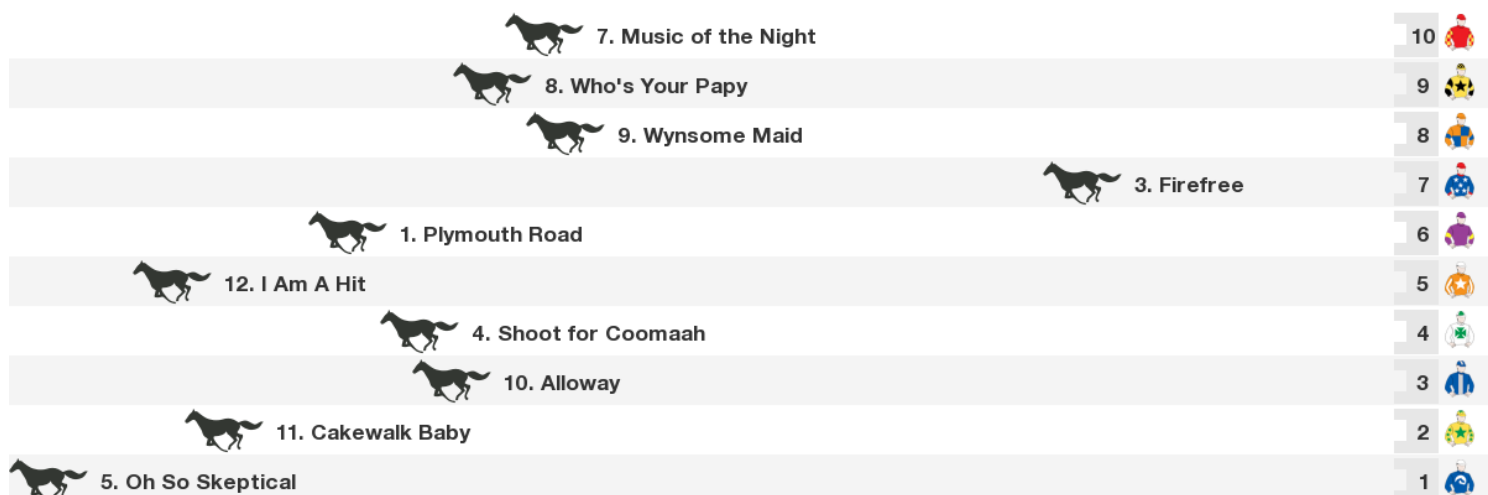 7. Music of the Night 10
8. Who's Your Papy 9
9. Wynsome Maid 8
3. Firefree 7
1. Plymouth Road 6
12. I Am A Hit 5
4. Shoot for Coomaah 4
10. Alloway 3
11. Cakewalk Baby 2
5. Oh So Skeptical 1